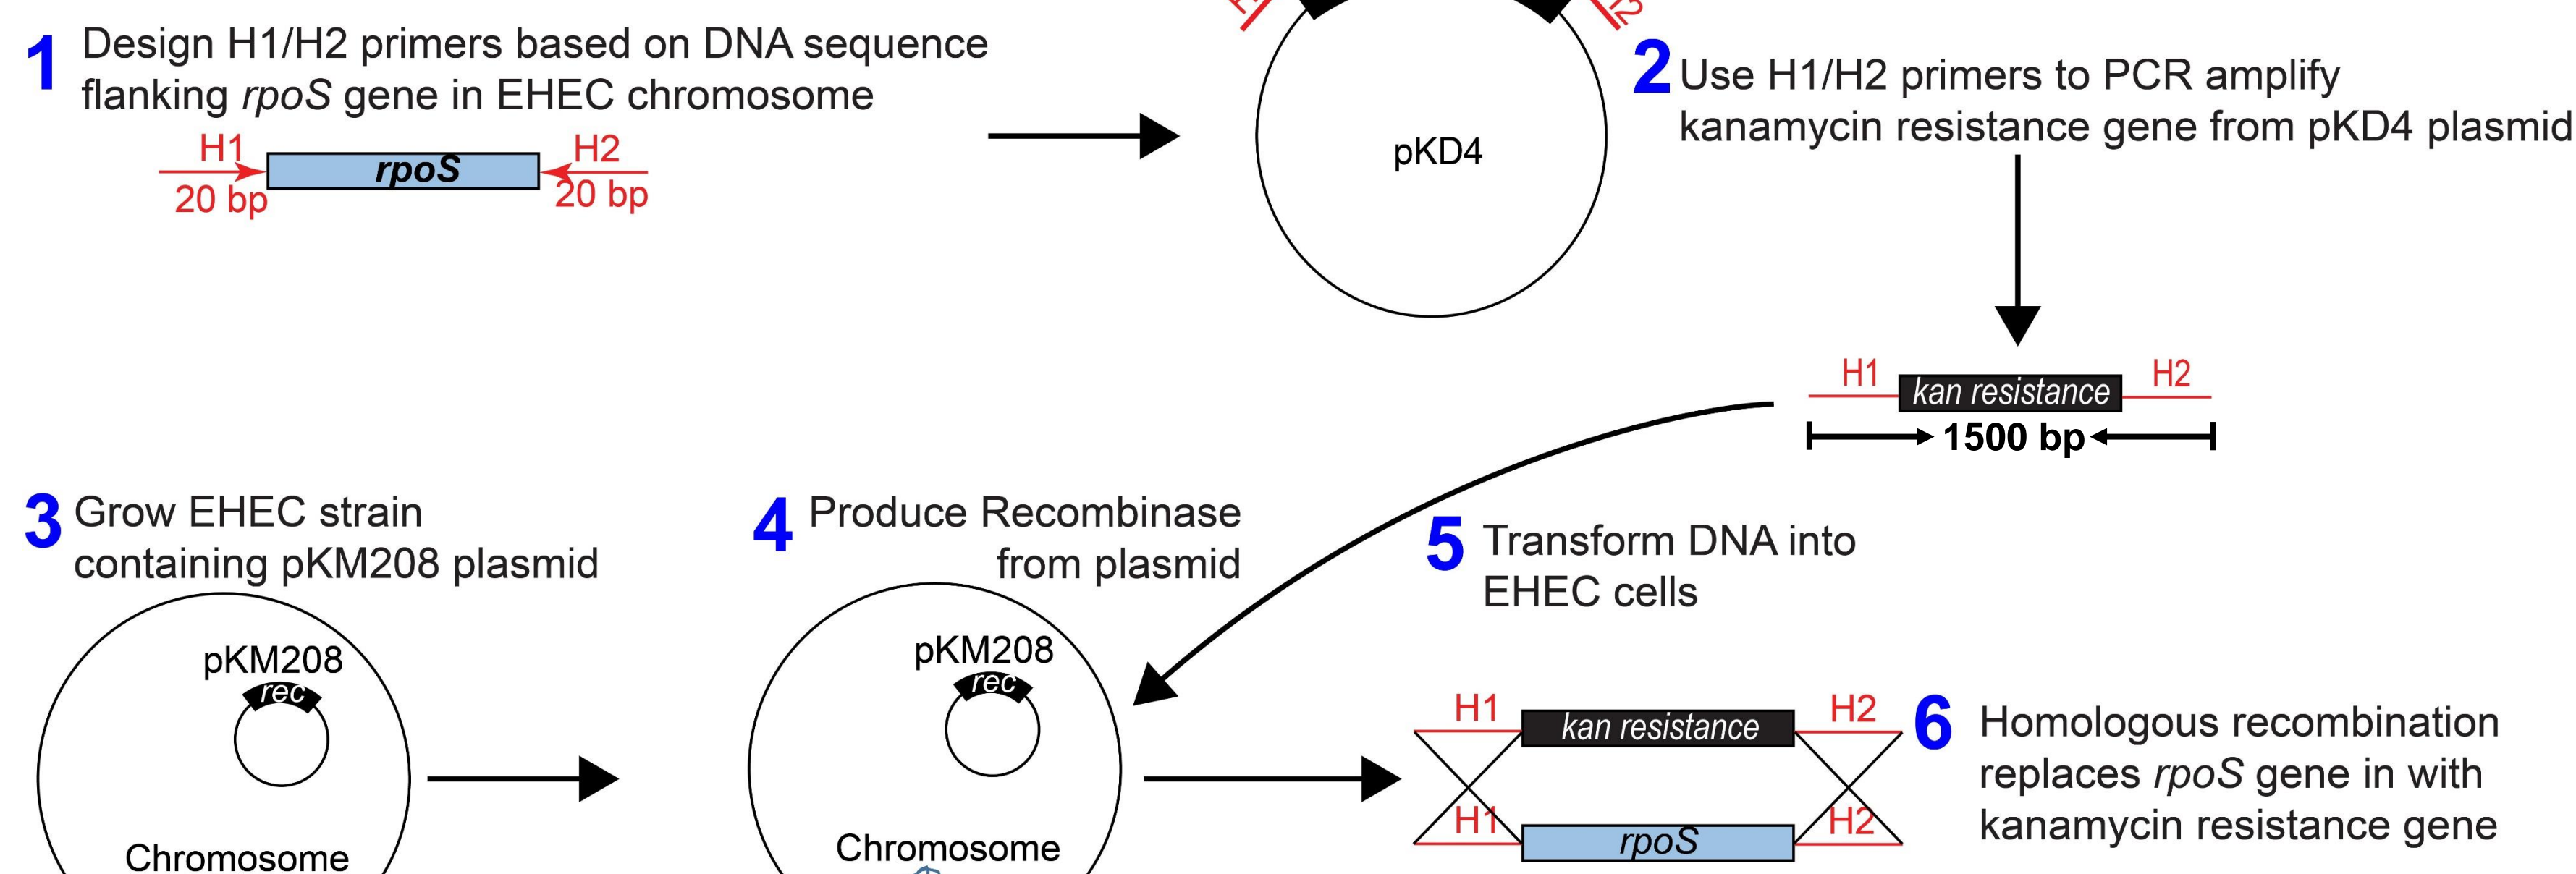 1 Design H1/H2 primers based on DNA sequence
flanking rpoS gene in EHEC chromosome
H1 rpoS H2
20 bp 20 bp
H2
pKD4
2 Use H1/H2 primers to PCR amplify
kanamycin resistance gene from pKD4 plasmid
H1 kan resistance H2
1500 bp
3 Grow EHEC strain
containing pKM208 plasmid
pKM208
rec
Chromosome
4 Produce Recombinase
from plasmid
pKM208
rec
Chromosome
5 Transform DNA into
EHEC cells
H1 kan resistance H2
H1 rpoS H2
6 Homologous recombination
replaces rpoS gene in with
kanamycin resistance gene